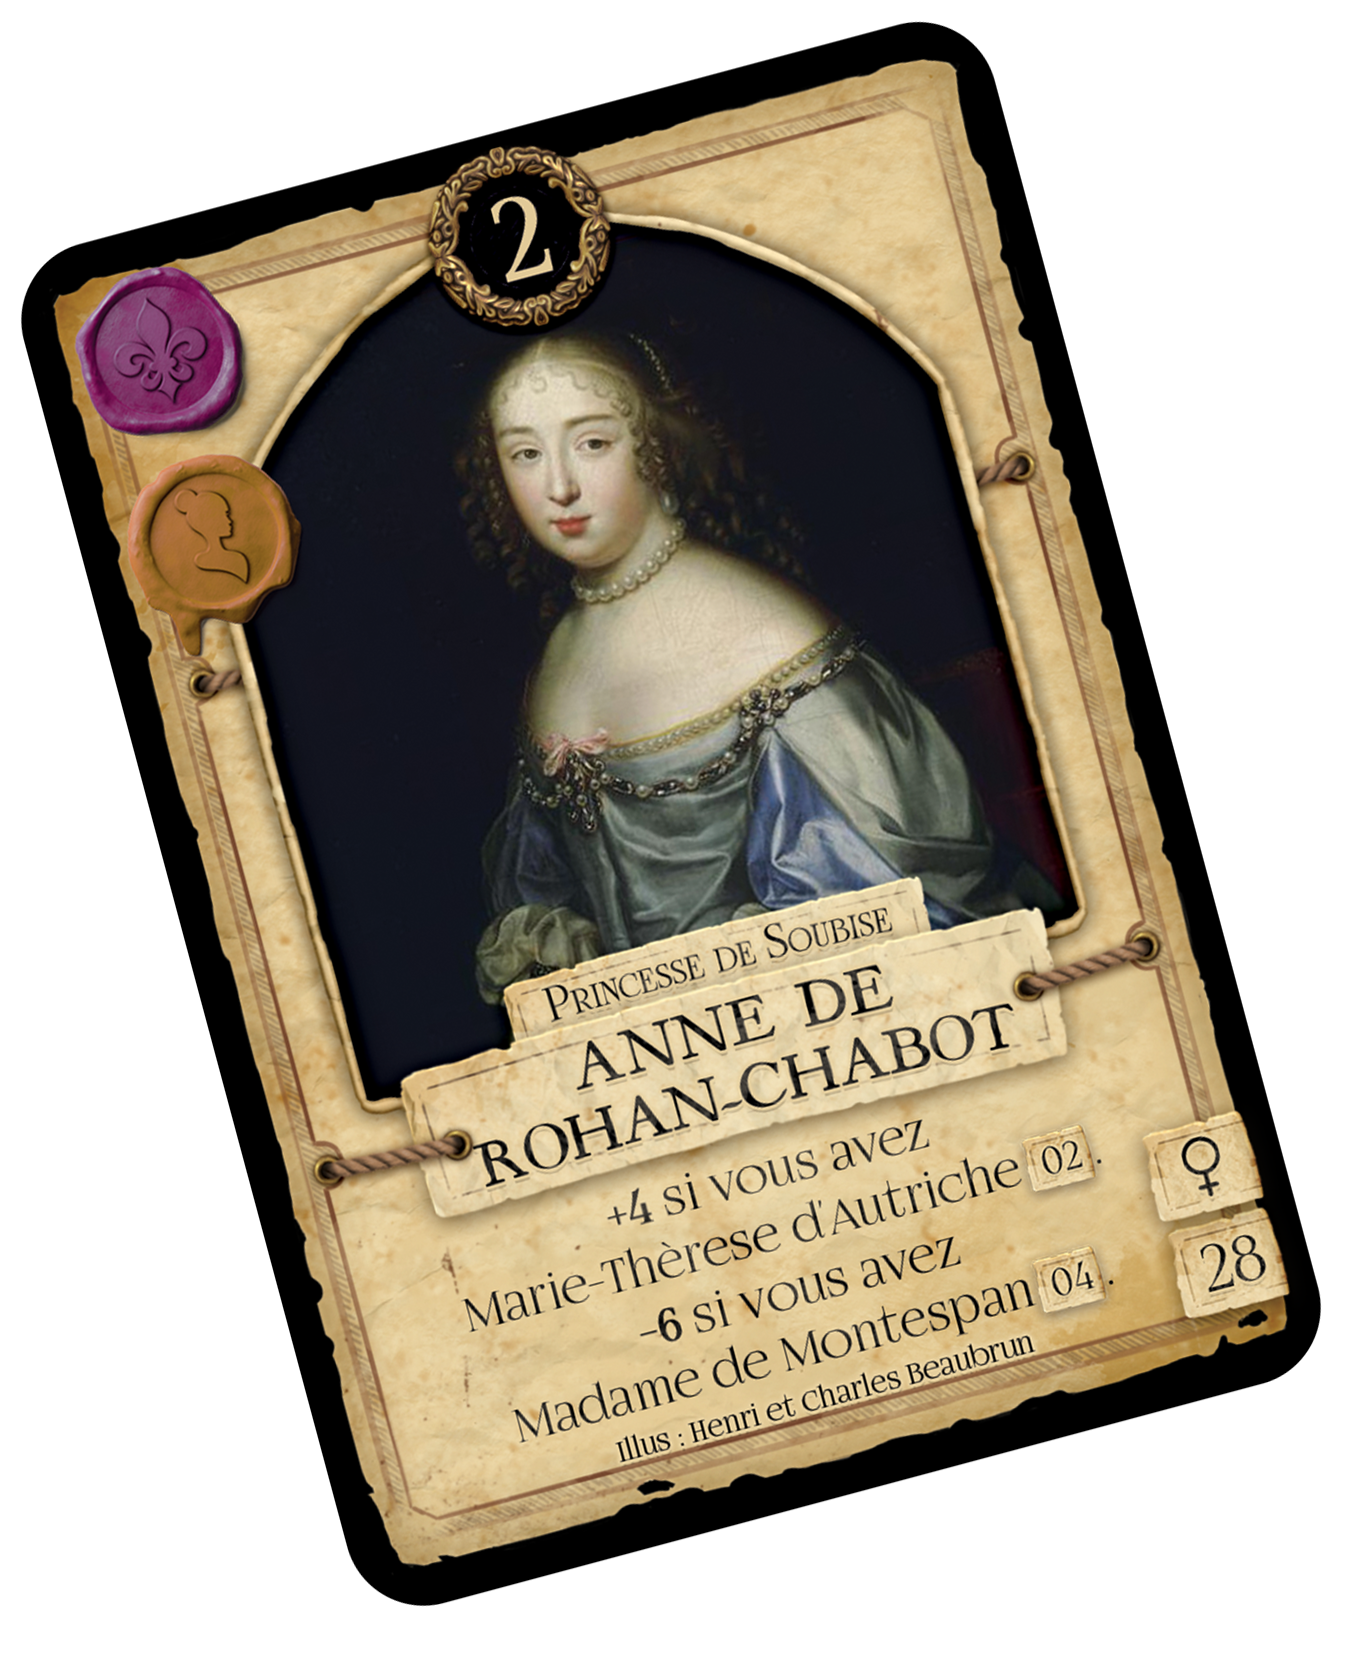 2
Princesse de Soubise
ANNE DE
ROHAN-CHABOT
+4 si vous avez
Marie-Thèrese d'Autriche 02.
-6 si vous avez
Madame de Montespan 04.
Illus : Henri et Charles Beaubrun
♀
28